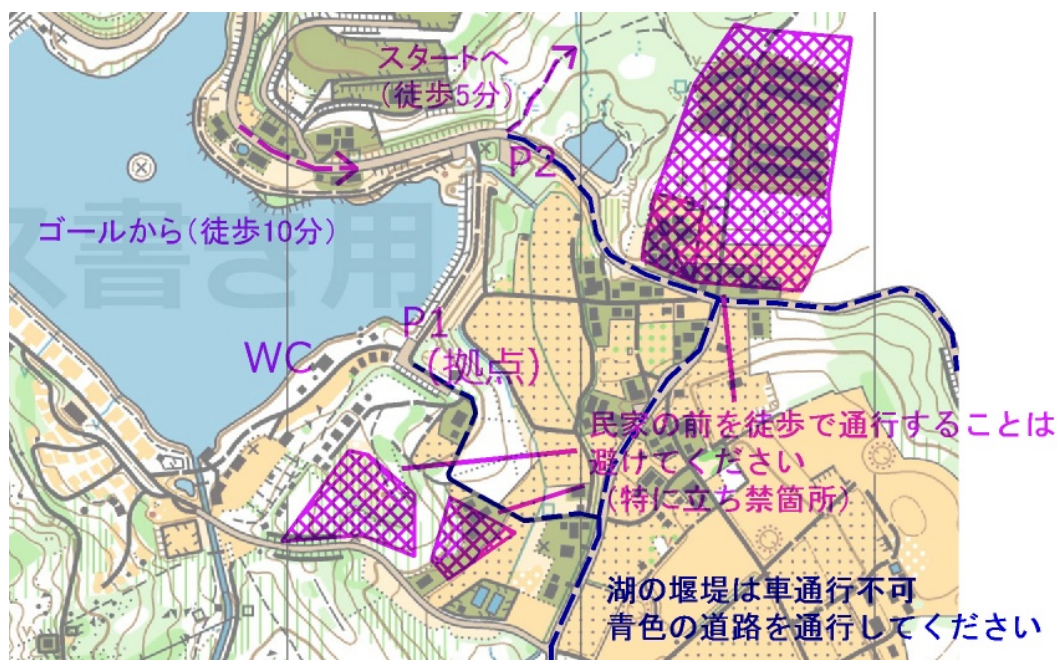 スタートへ
(徒歩5分)
P2
ゴールから(徒歩10分)
ス書き用
P1
(拠点)
WC
民家の前を徒歩で通行することは
避けてください
(特に立ち禁箇所)
湖の堰堤は車通行不可
青色の道路を通行してください